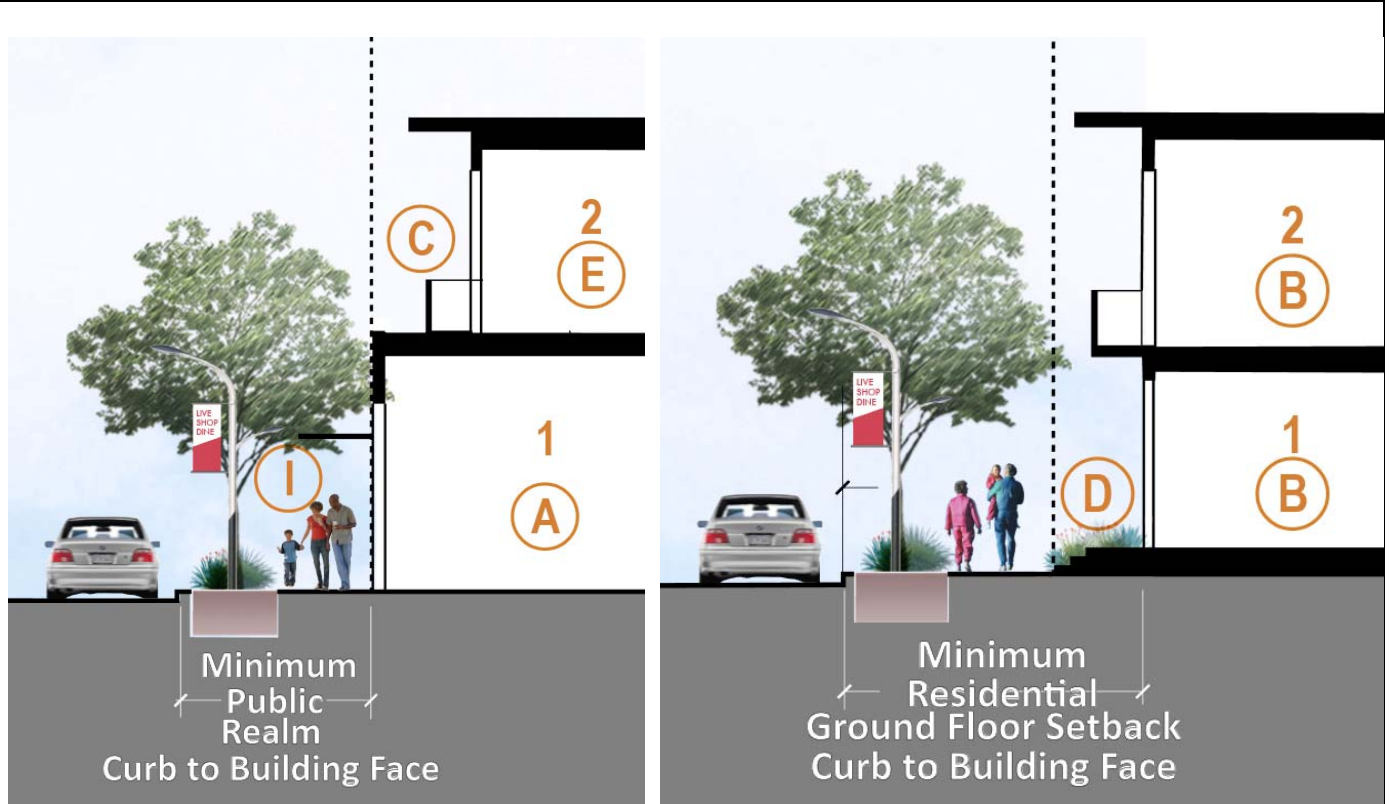 C
2
E
LIVE
SHOP
DINE
1
I
A
Minimum
Public
Realm
Curb to Building Face
2
B
LIVE
SHOP
DINE
1
D
B
Minimum
Residential
Ground Floor Setback
Curb to Building Face